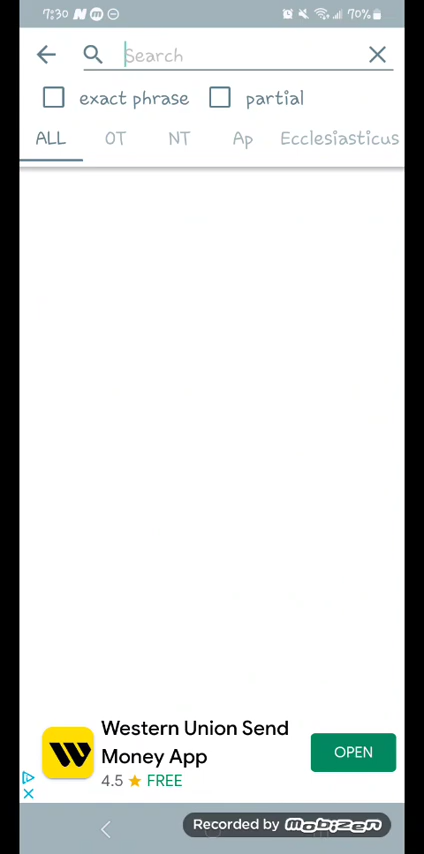 7:30 N m 70%
Search
exact phrase partial
ALL OT NT Ap Ecclesiasticus
Western Union Send
Money App
OPEN
4.5 ★ FREE
Recorded by mobizen